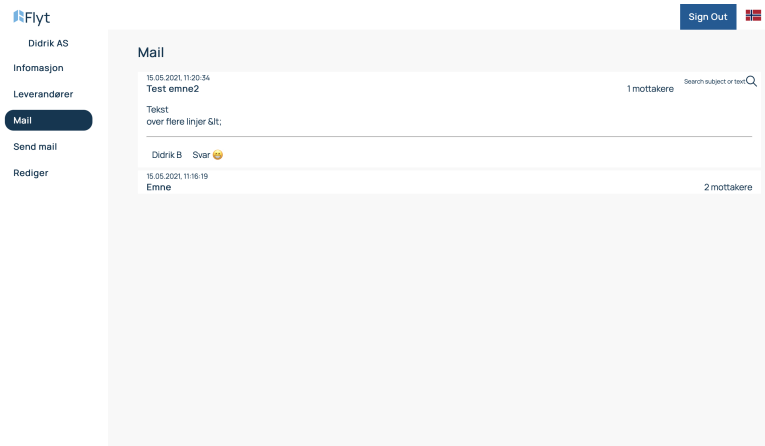 Flyt
Sign Out
Didrik AS
Infomasjon
Leverandører
Mail
Send mail
Rediger
Mail
15.05.2021, 11:20:34
Test emne2
1 mottakere
Search subject or text
Tekst
over flere linjer &lt;
Didrik B Svar 😄
15.05.2021, 11:16:19
Emne
2 mottakere